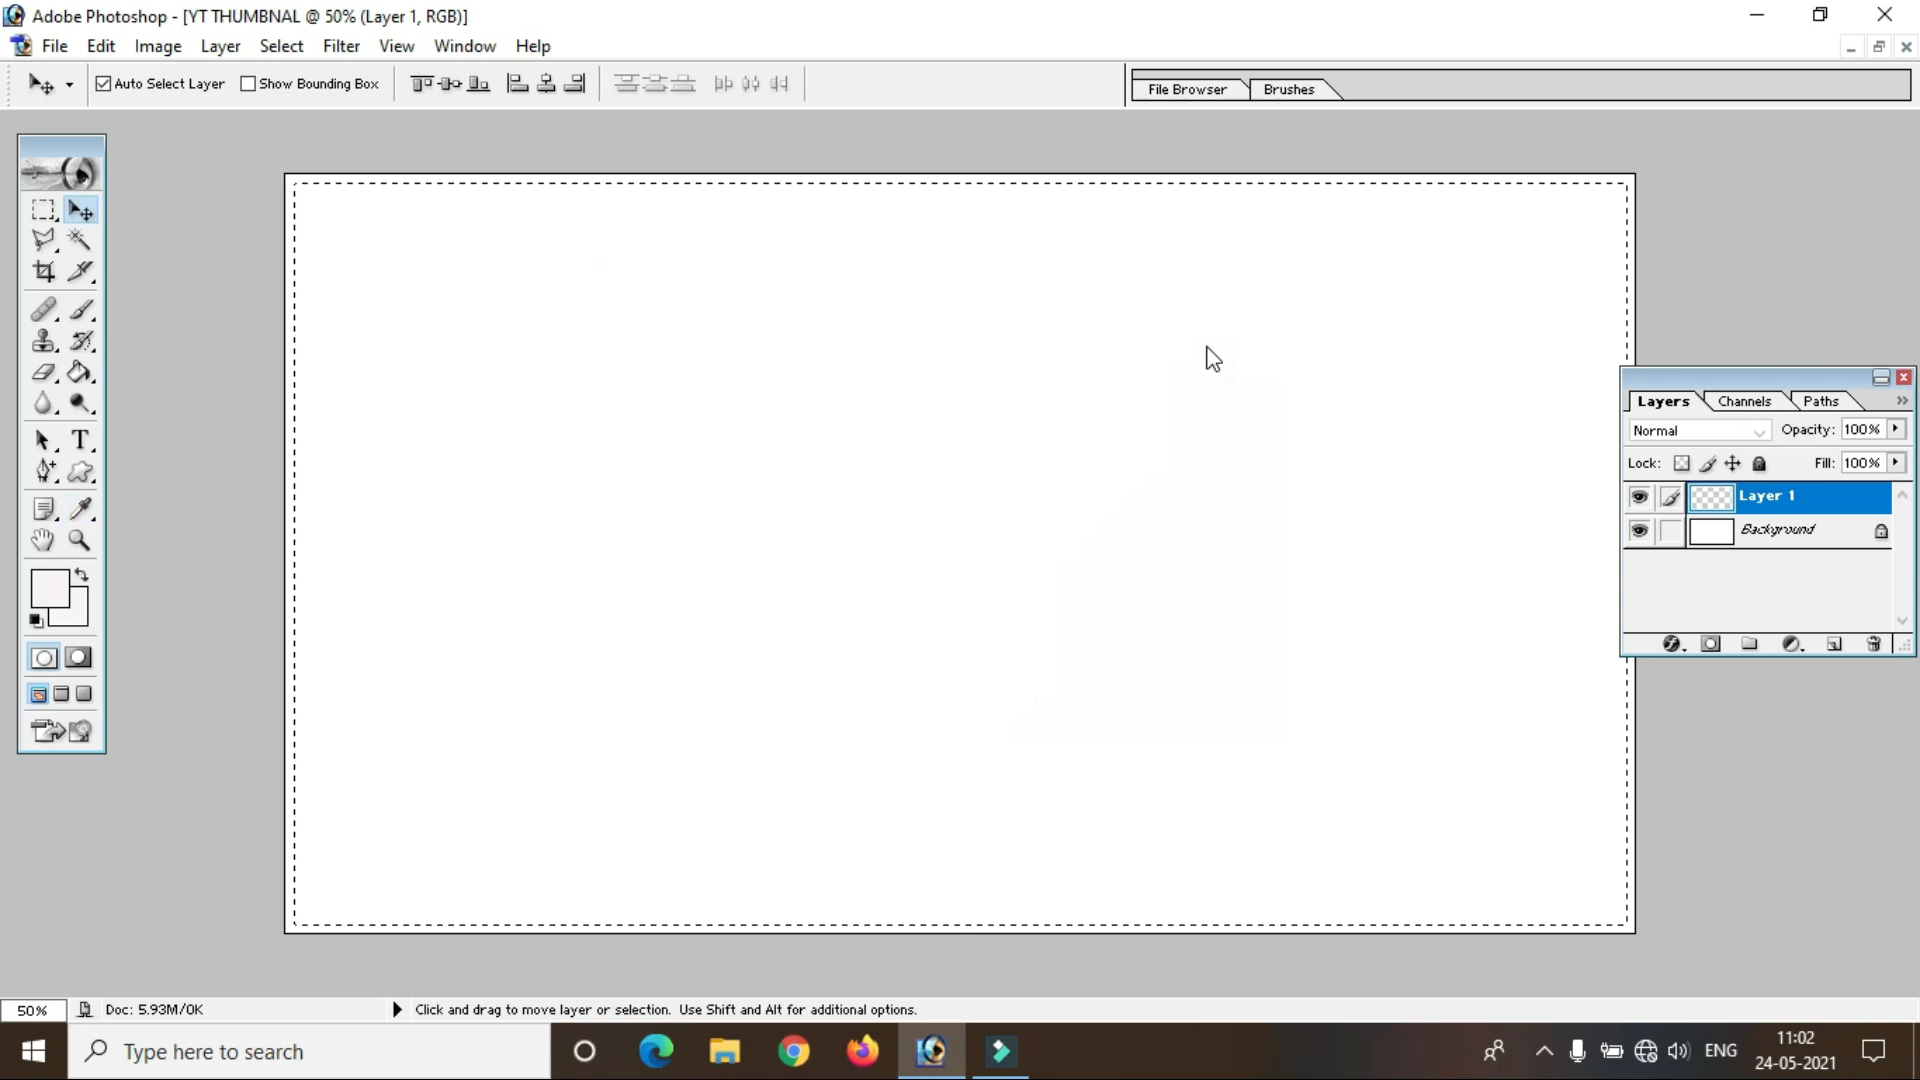 Adobe Photoshop - [YT THUMBNAL @ 50% (Layer 1, RGB)]
File Edit Image Layer Select Filter View Window Help
Auto Select Layer Show Bounding Box File Browser Brushes
Layers Channels Paths
Normal Opacity: 100%
Lock: Fill: 100%
Layer 1
Background
T
50% Doc: 5.93M/0K Click and drag to move layer or selection. Use Shift and Alt for additional options.
Type here to search ENG 11:02
24-05-2021